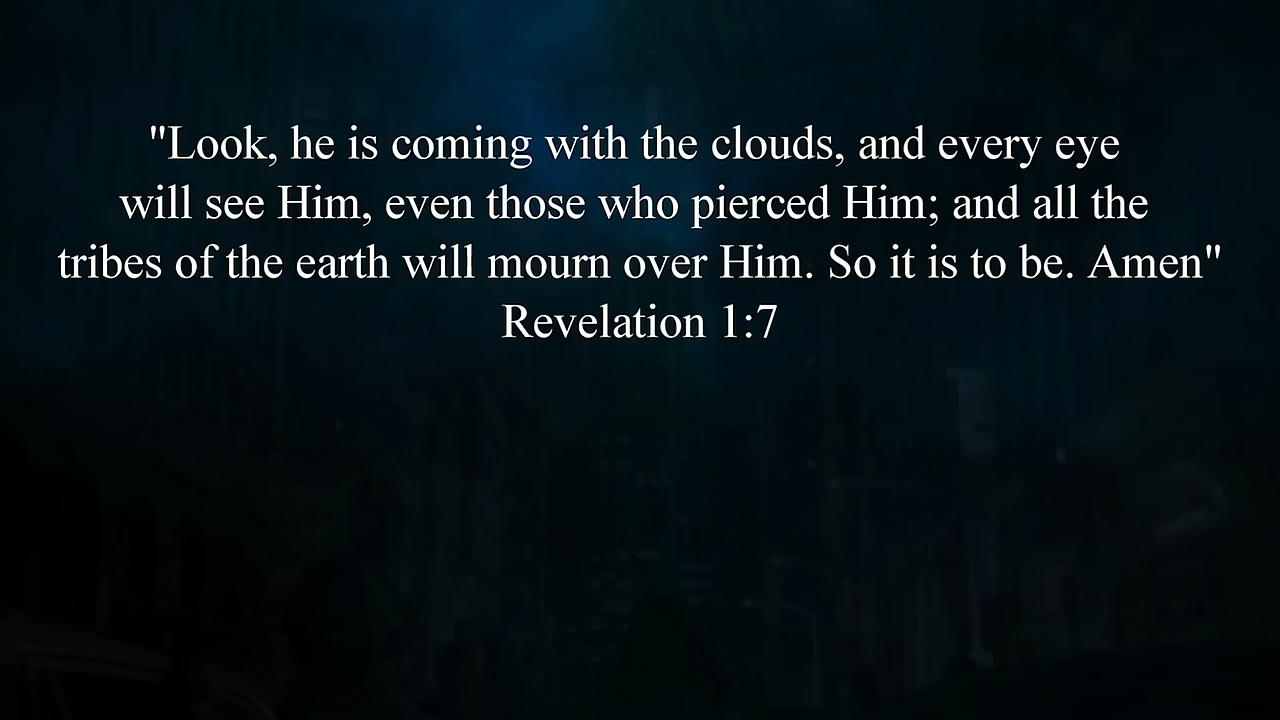 "Look, he is coming with the clouds, and every eye
will see Him, even those who pierced Him; and all the
tribes of the earth will mourn over Him. So it is to be. Amen"
Revelation 1:7